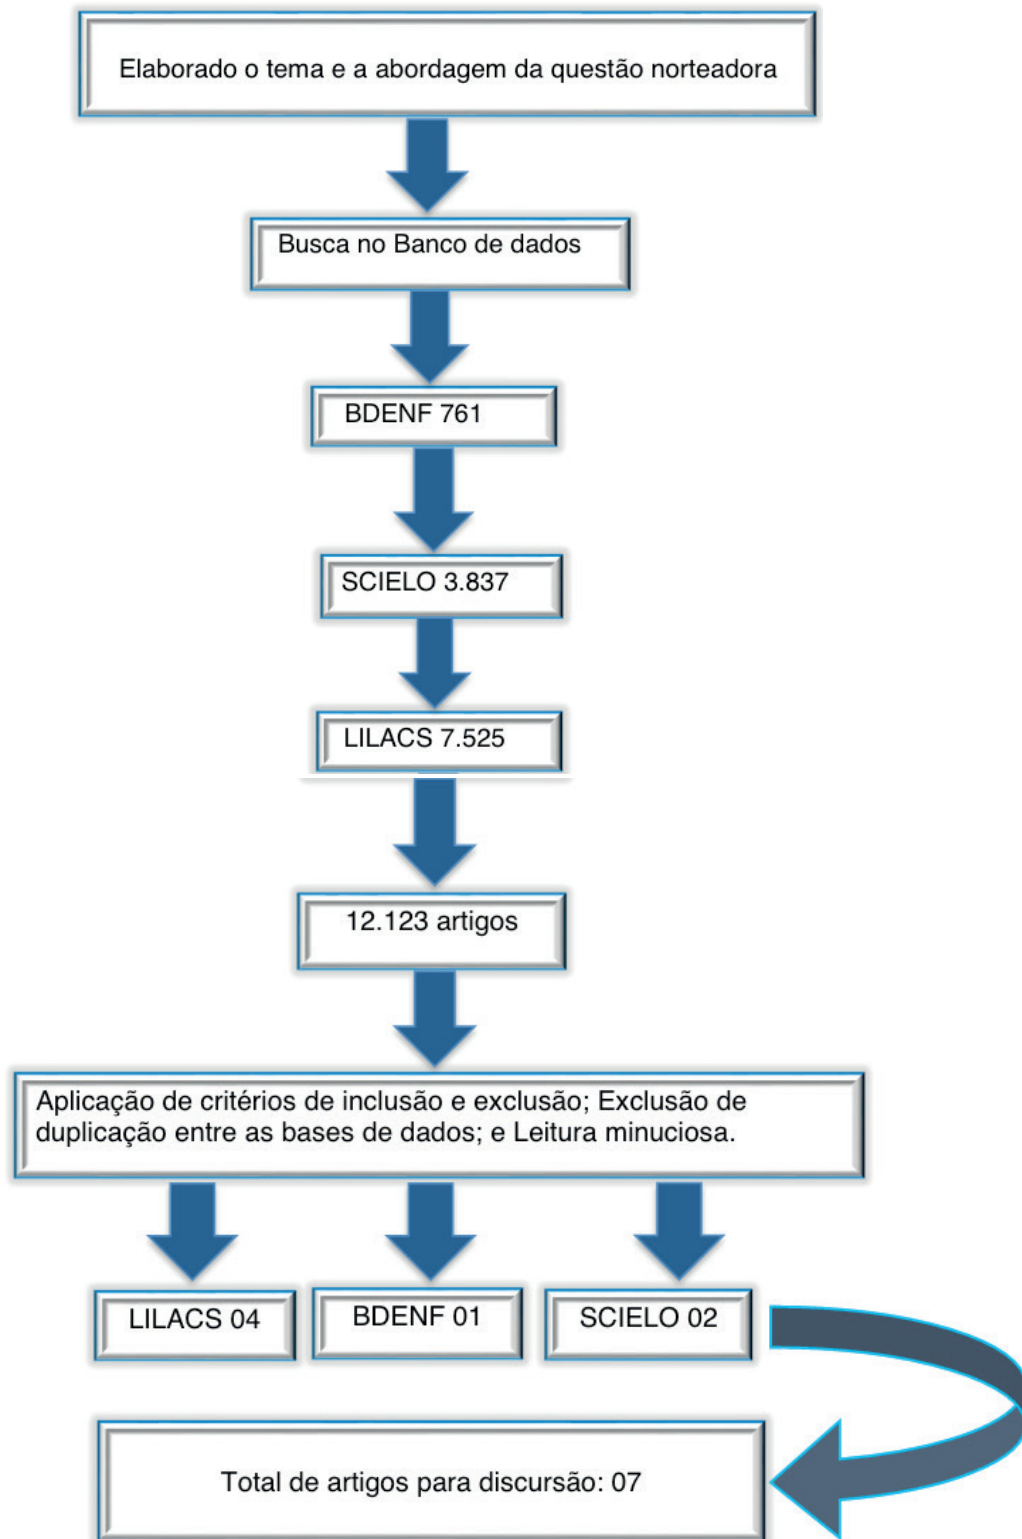 Elaborado o tema e a abordagem da questão norteadora
Busca no Banco de dados
BDENF 761
SCIELO 3.837
LILACS 7.525
12.123 artigos
Aplicação de critérios de inclusão e exclusão; Exclusão de
duplicação entre as bases de dados; e Leitura minuciosa.
LILACS 04
BDENF 01
SCIELO 02
Total de artigos para discursão: 07